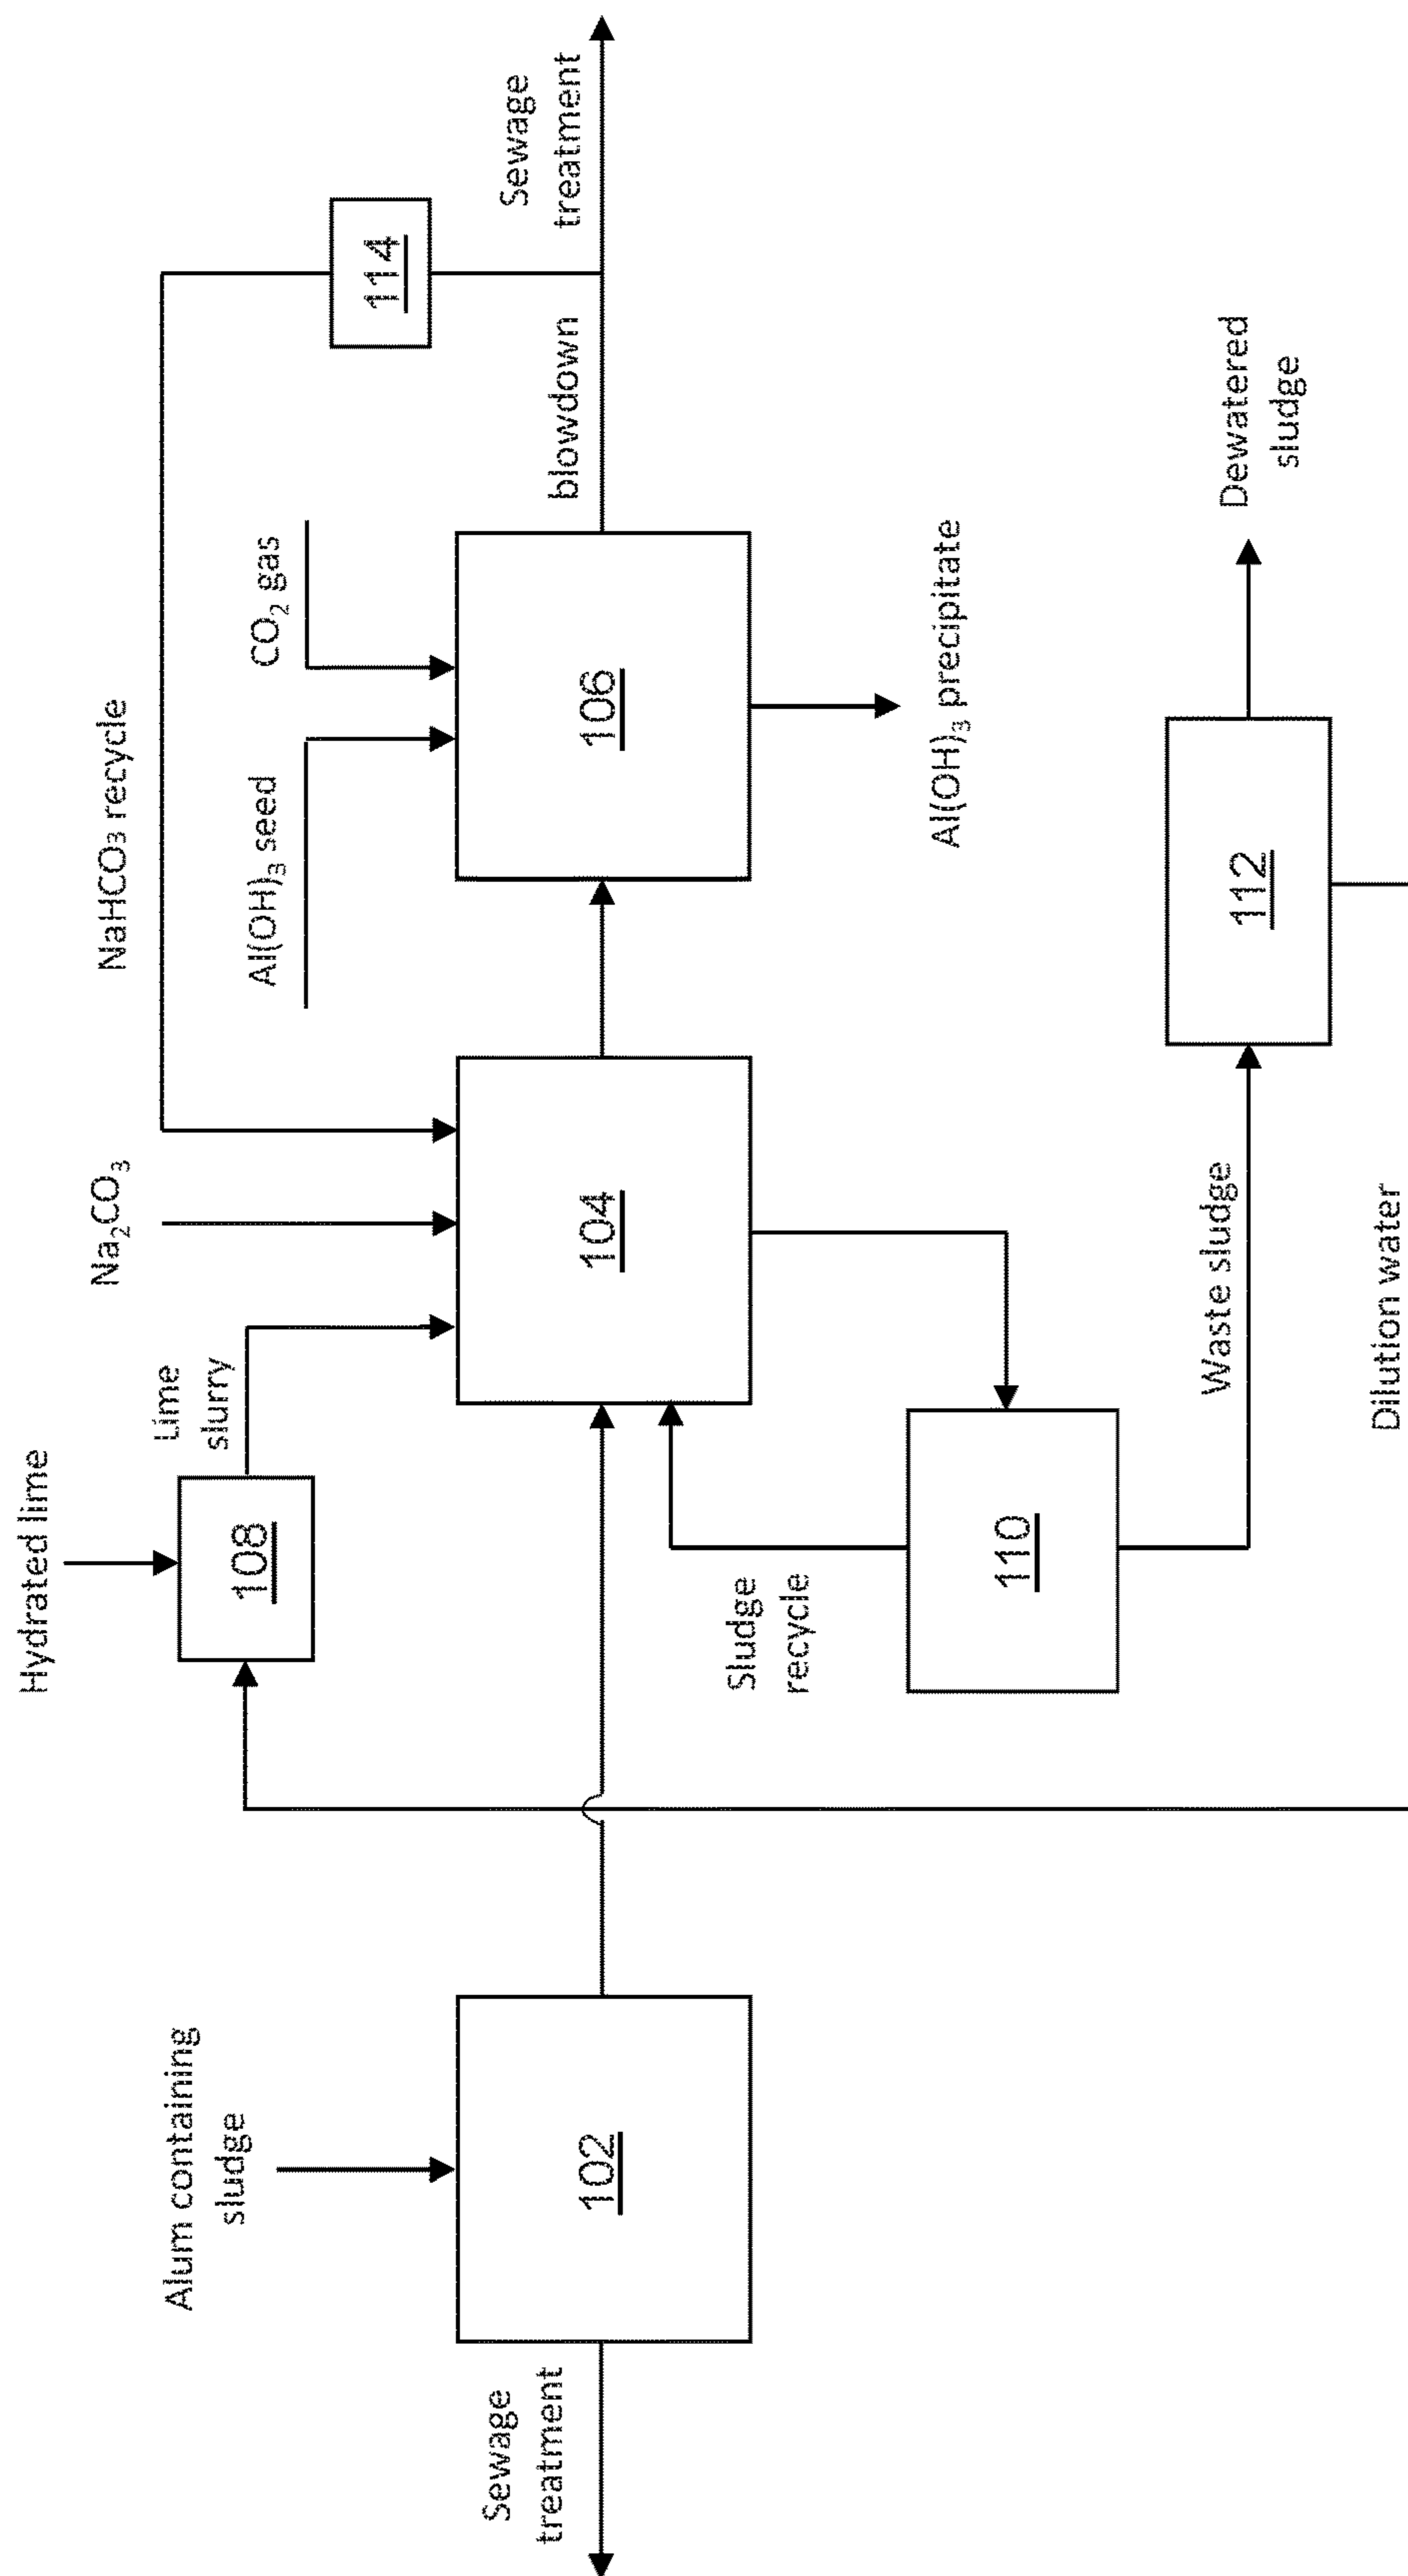 Hydrated lime
Lime
slurry
Na₂CO₃
NaHCO₃ recycle
Alum containing
sludge
108
Al(OH)₃ seed
CO₂ gas
114
Sewage
treatment
102
104
106
blowdown
Sewage
treatment
Sludge
recycle
Al(OH)₃ precipitate
110
Waste sludge
112
Dewatered
sludge
Dilution water